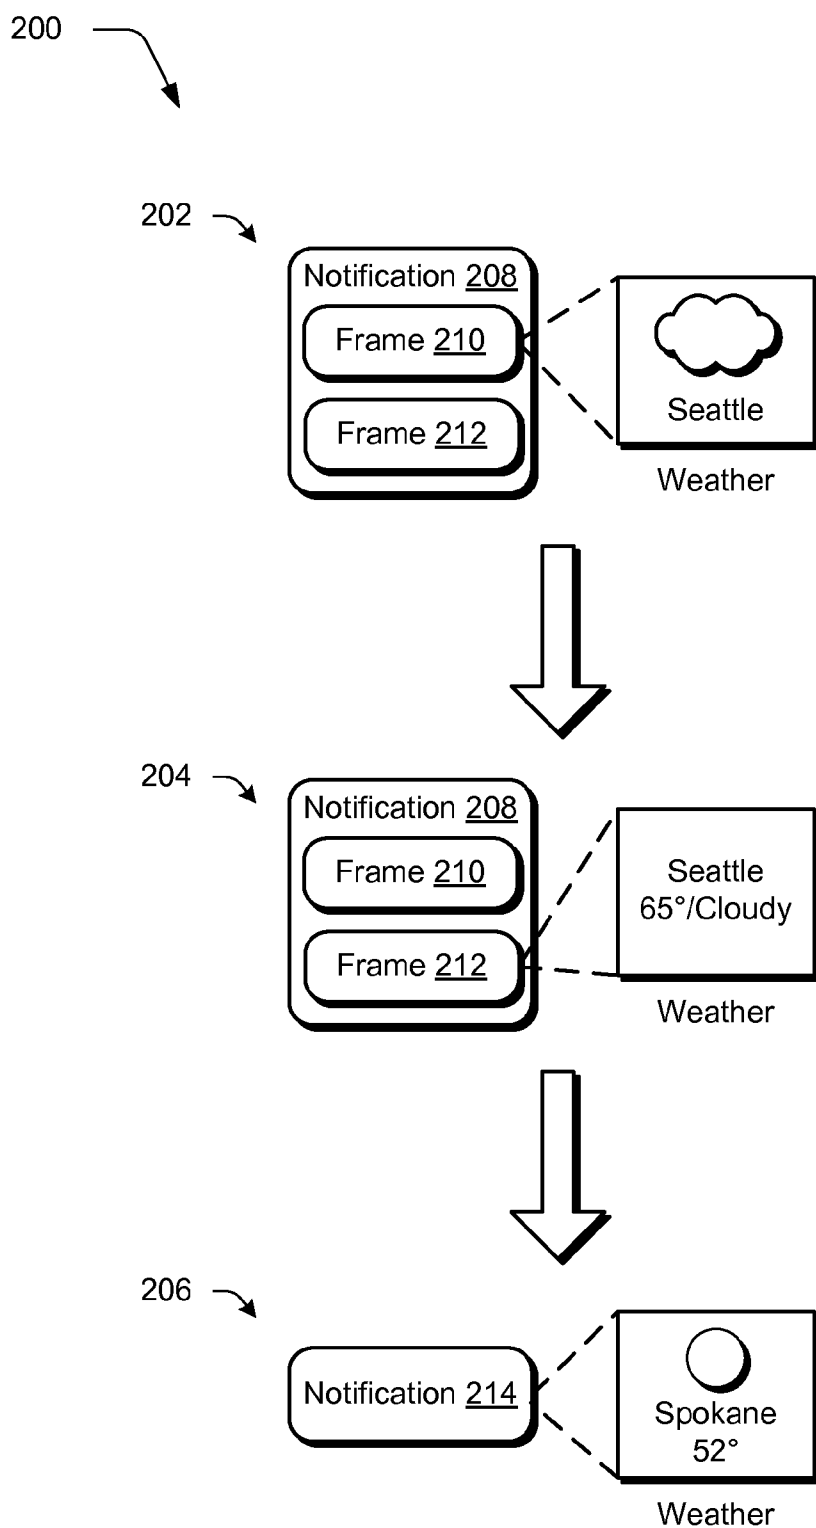 200
202
Notification 208
Frame 210
Frame 212
Seattle
Weather
204
Notification 208
Frame 210
Frame 212
Seattle
65°/Cloudy
Weather
206
Notification 214
Spokane
52°
Weather